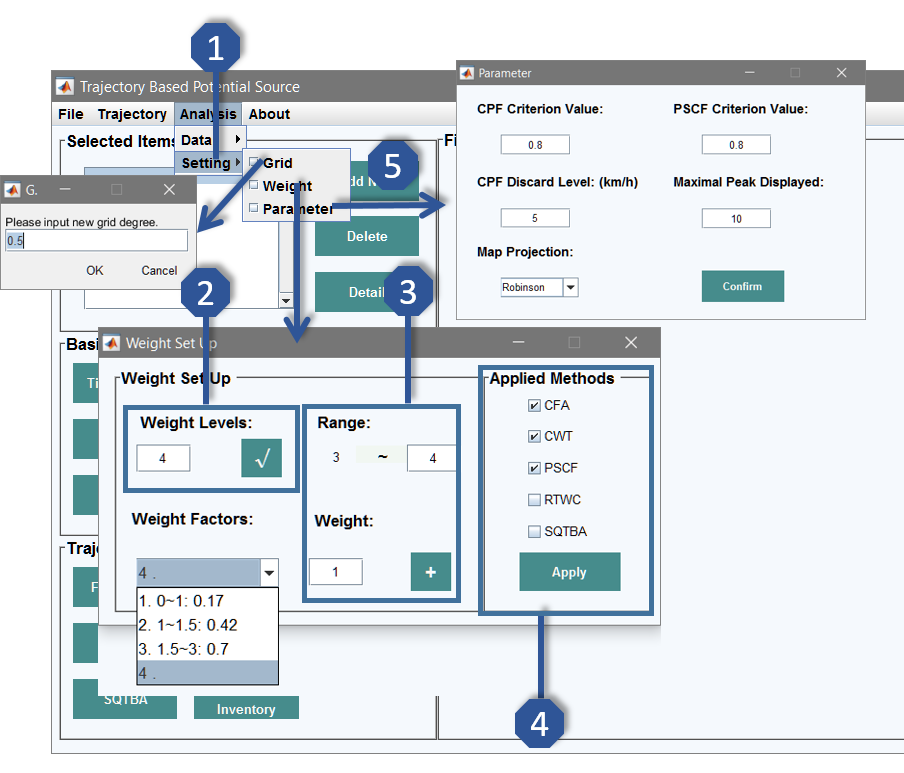 1
Trajectory Based Potential Source
File Trajectory Analysis About
Selected Items
Data
Setting
Grid
Weight
Parameter
5
Delete
Parameter
CPF Criterion Value:
PSCF Criterion Value:
0.8
0.8
CPF Discard Level: (km/h)
Maximal Peak Displayed:
5
10
Map Projection:
Robinson
Confirm
G.
Please input new grid degree.
0.5
OK
Cancel
2
3
Weight Set Up
Weight Set Up
Weight Levels:
4
√
Range:
3 ~ 4
Weight Factors:
Weight:
4 .
1
+
1. 0~1: 0.17
2. 1~1.5: 0.42
3. 1.5~3: 0.7
4 .
Applied Methods
CFA
CWT
PSCF
RTWC
SQTBA
Apply
SQTBA
Inventory
4